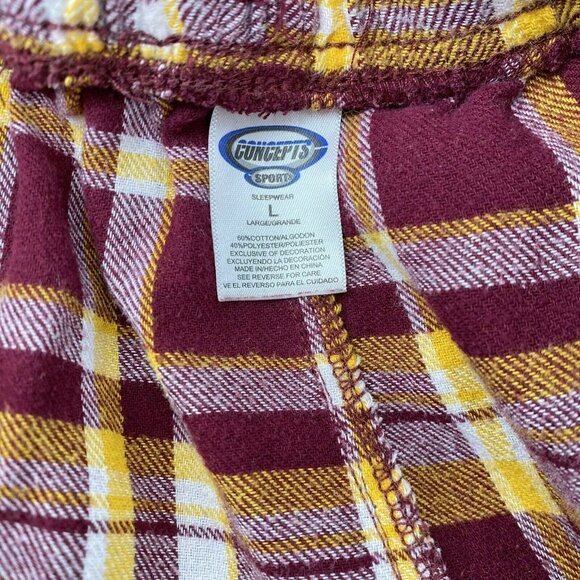 CONCEPTS
SPORT
SLEEPWEAR
L
LARGE/GRANDE
60%COTTON/ALGODON
40%POLYESTER/POLIESTER
EXCLUSIVE OF DECORATION
EXCLUYENDO LA DECORACIÓN
MADE IN/HECHO EN CHINA
SEE REVERSE FOR CARE
VE EL REVERSO PARA EL CUIDADO